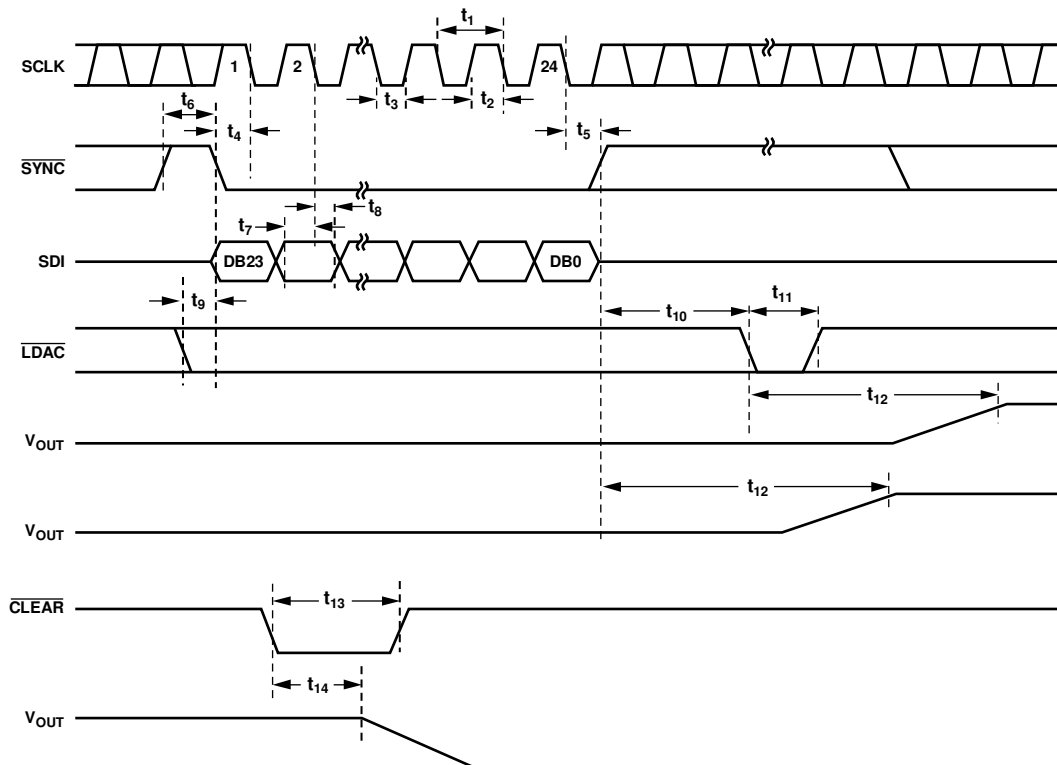 t1
SCLK 1 2 24
t3 t2
t6
t4 t5
SYNC
t8
t7
SDI DB23 DB0
t9
t10 t11
LDAC
t12
VOUT
t12
VOUT
CLEAR t13
t14
VOUT